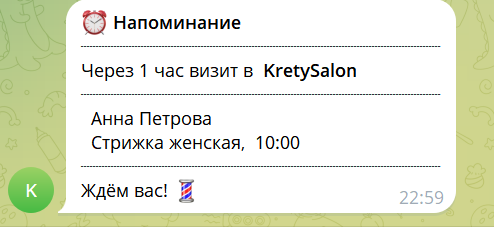 ⏰ Напоминание
Через 1 час визит в KretySalon
Анна Петрова
Стрижка женская, 10:00
Ждём вас! 💈
22:59
K